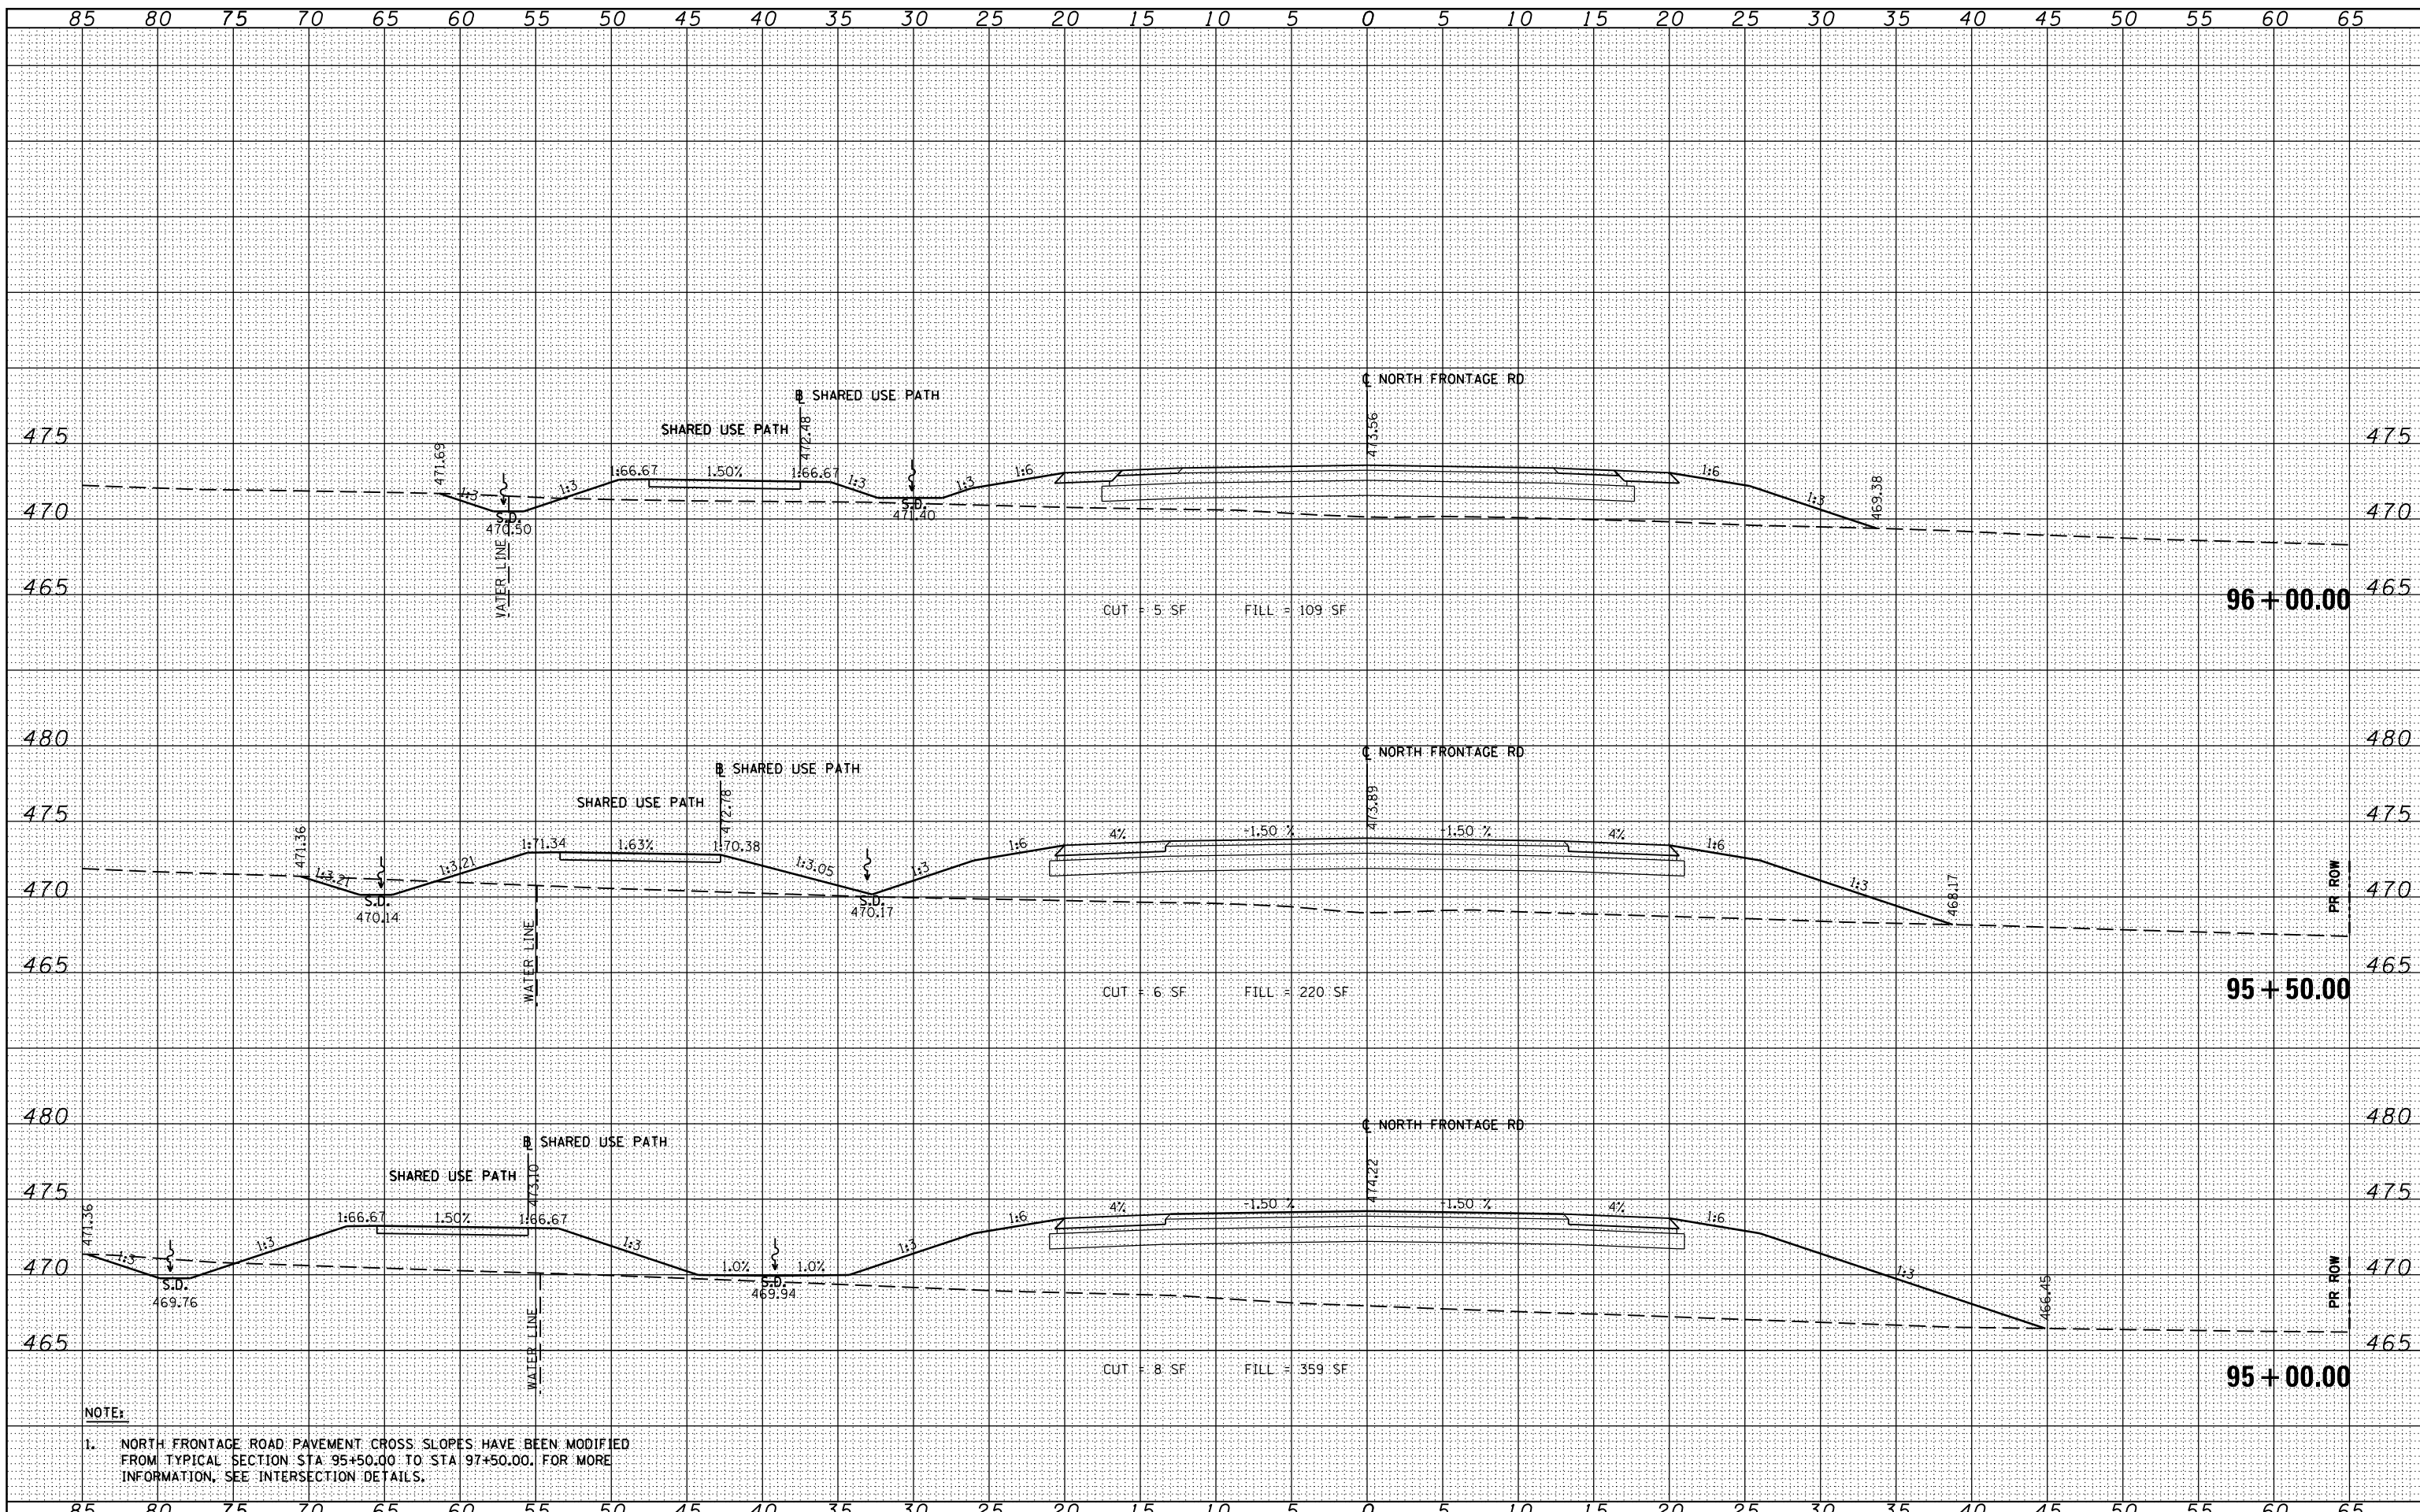 85 80 75 70 65 60 55 50 45 40 35 30 25 20 15 10 5 0 5 10 15 20 25 30 35 40 45 50 55 60 65
℄ NORTH FRONTAGE RD
B SHARED USE PATH
SHARED USE PATH
472.48
473.56
475 475
471.69
1:66.67 1.50% 1:66.67 1:6 1:6
1:3 1:3 1:3 1:3 1:3
469.38
S.D. S.D.
470.50 471.40
470 470
WATER LINE
465 465
CUT = 5 SF FILL = 109 SF
96+00.00
480 480
℄ NORTH FRONTAGE RD
B SHARED USE PATH
SHARED USE PATH
472.78
473.89
475 475
471.36
1:71.34 1.63% 1:70.38 1:6 4% -1.50 % -1.50 % 4% 1:6
1:3.21 1:3.21 1:3.05 1:3 1:3
468.17
PR ROW
470 470
S.D. S.D.
470.14 470.17
WATER LINE
465 465
CUT = 6 SF FILL = 220 SF
95+50.00
480 480
℄ NORTH FRONTAGE RD
B SHARED USE PATH
SHARED USE PATH
473.10
474.22
475 475
471.36
1:66.67 1.50% 1:66.67 1:6 4% -1.50 % -1.50 % 4% 1:6
1:3 1:3 1:3 1:3 1:3
1.0% 1.0%
470 470
S.D. S.D.
469.76 469.94
466.45
PR ROW
WATER LINE
465 465
CUT = 8 SF FILL = 359 SF
95+00.00
NOTE:
1. NORTH FRONTAGE ROAD PAVEMENT CROSS SLOPES HAVE BEEN MODIFIED
FROM TYPICAL SECTION STA 95+50.00 TO STA 97+50.00. FOR MORE
INFORMATION, SEE INTERSECTION DETAILS.
85 80 75 70 65 60 55 50 45 40 35 30 25 20 15 10 5 0 5 10 15 20 25 30 35 40 45 50 55 60 65